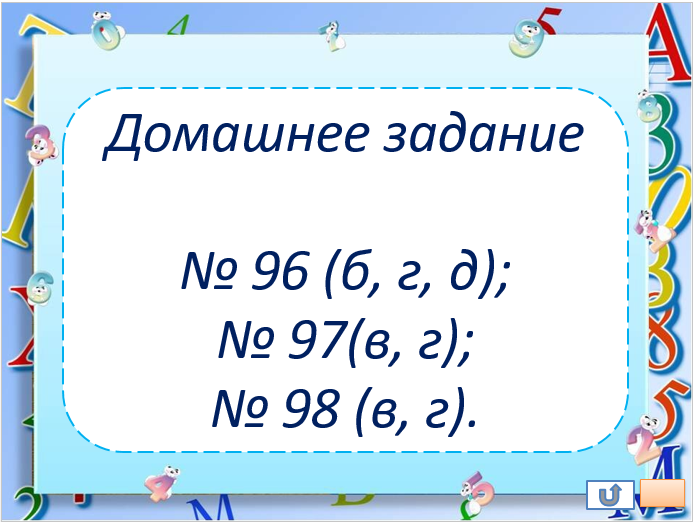 Домашнее задание
№ 96 (б, г, д);
№ 97(в, г);
№ 98 (в, г).